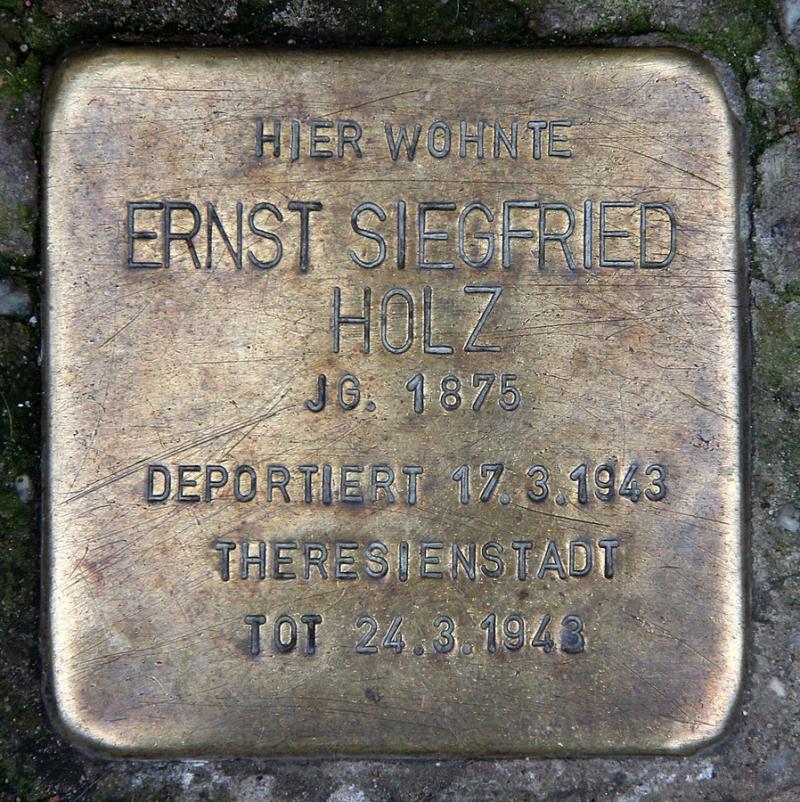 HIER WOHNTE
ERNST SIEGFRIED
HOLZ
JG. 1875
DEPORTIERT 17.3.1943
THERESIENSTADT
TOT 24.3.1943